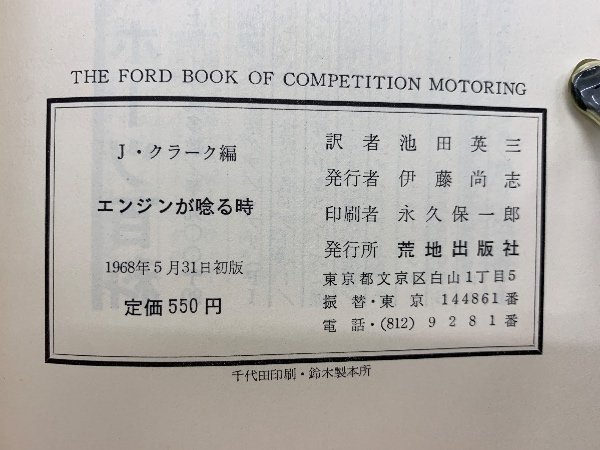 THE FORD BOOK OF COMPETITION MOTORING
J・クラーク編
エンジンが唸る時
1968年5月31日初版
定価550円
訳者 池田英三
発行者 伊藤尚志
印刷者 永久保一郎
発行所 荒地出版社
東京都文京区白山1丁目5
振替・東京 144861番
電話・(812) 9281番
千代田印刷・鈴木製本所